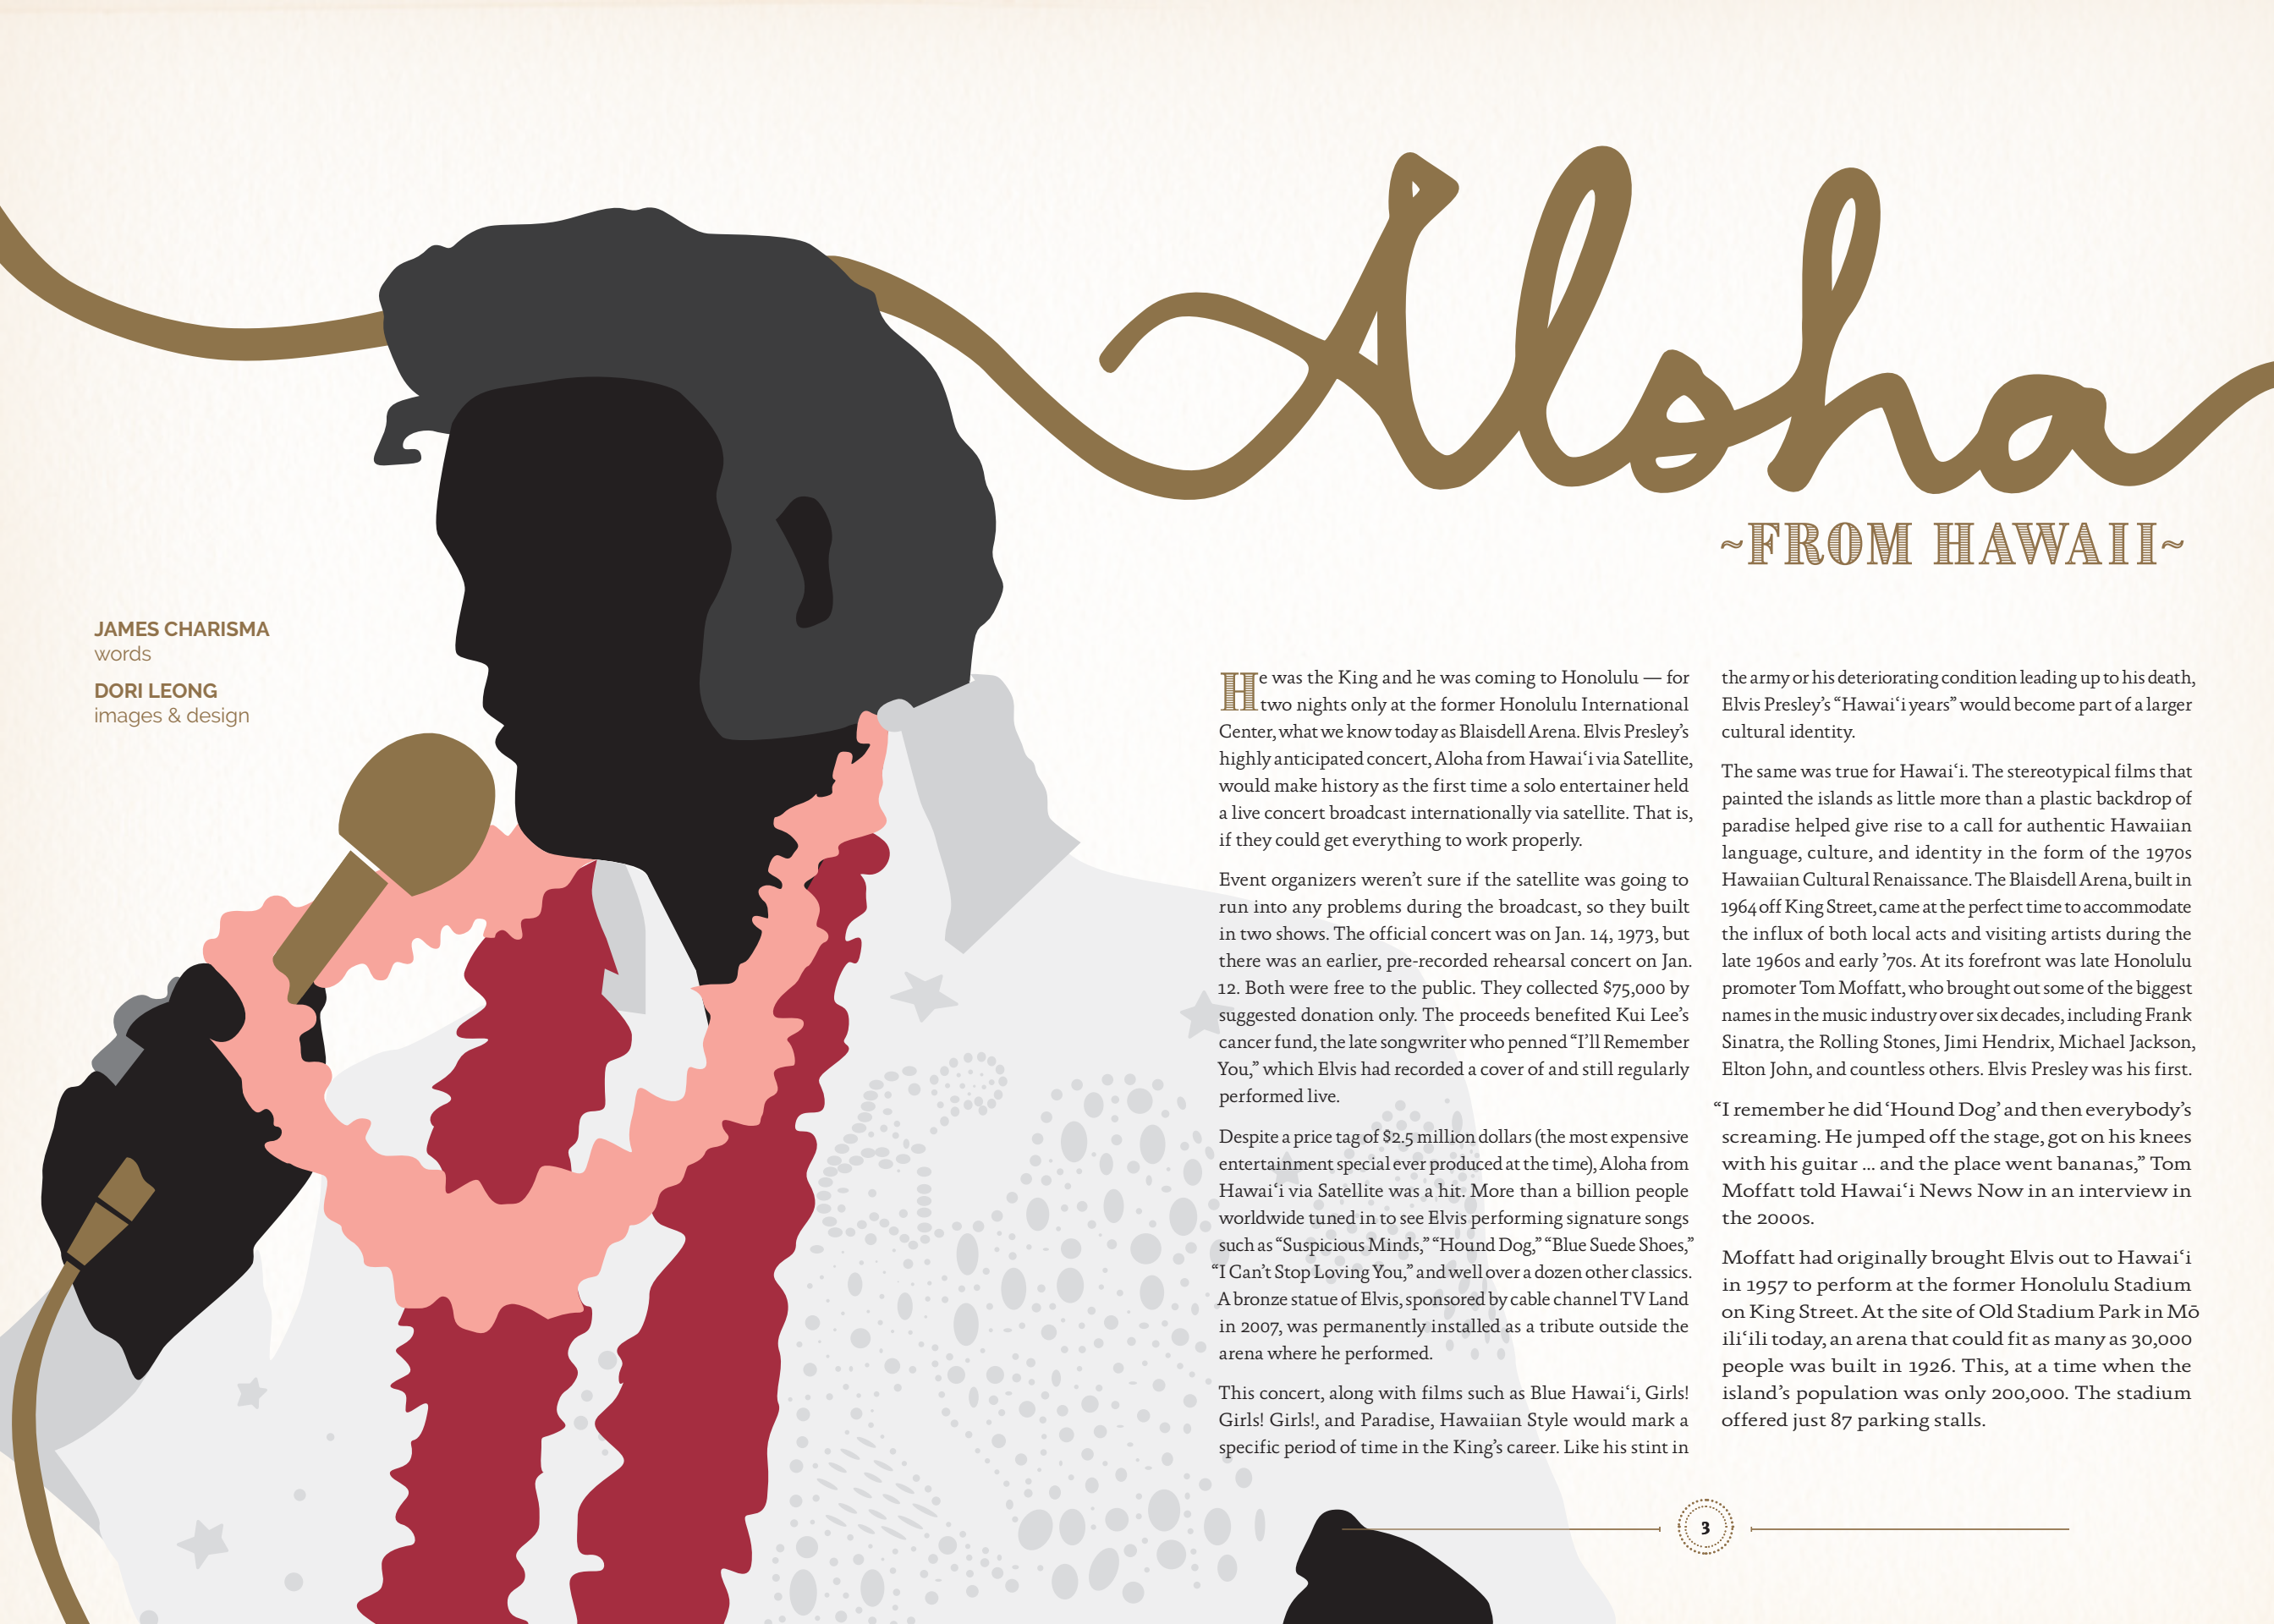 Aloha
~FROM HAWAII~
JAMES CHARISMA
words
DORI LEONG
images & design
He was the King and he was coming to Honolulu — for
two nights only at the former Honolulu International
Center, what we know today as Blaisdell Arena. Elvis Presley’s
highly anticipated concert, Aloha from Hawai‘i via Satellite,
would make history as the first time a solo entertainer held
a live concert broadcast internationally via satellite. That is,
if they could get everything to work properly.
Event organizers weren’t sure if the satellite was going to
run into any problems during the broadcast, so they built
in two shows. The official concert was on Jan. 14, 1973, but
there was an earlier, pre-recorded rehearsal concert on Jan.
12. Both were free to the public. They collected $75,000 by
suggested donation only. The proceeds benefited Kui Lee’s
cancer fund, the late songwriter who penned “I’ll Remember
You,” which Elvis had recorded a cover of and still regularly
performed live.
Despite a price tag of $2.5 million dollars (the most expensive
entertainment special ever produced at the time), Aloha from
Hawai‘i via Satellite was a hit. More than a billion people
worldwide tuned in to see Elvis performing signature songs
such as “Suspicious Minds,” “Hound Dog,” “Blue Suede Shoes,”
“I Can’t Stop Loving You,” and well over a dozen other classics.
A bronze statue of Elvis, sponsored by cable channel TV Land
in 2007, was permanently installed as a tribute outside the
arena where he performed.
This concert, along with films such as Blue Hawai‘i, Girls!
Girls! Girls!, and Paradise, Hawaiian Style would mark a
specific period of time in the King’s career. Like his stint in
the army or his deteriorating condition leading up to his death,
Elvis Presley’s “Hawai‘i years” would become part of a larger
cultural identity.
The same was true for Hawai‘i. The stereotypical films that
painted the islands as little more than a plastic backdrop of
paradise helped give rise to a call for authentic Hawaiian
language, culture, and identity in the form of the 1970s
Hawaiian Cultural Renaissance. The Blaisdell Arena, built in
1964 off King Street, came at the perfect time to accommodate
the influx of both local acts and visiting artists during the
late 1960s and early ’70s. At its forefront was late Honolulu
promoter Tom Moffatt, who brought out some of the biggest
names in the music industry over six decades, including Frank
Sinatra, the Rolling Stones, Jimi Hendrix, Michael Jackson,
Elton John, and countless others. Elvis Presley was his first.
“I remember he did ‘Hound Dog’ and then everybody’s
screaming. He jumped off the stage, got on his knees
with his guitar ... and the place went bananas,” Tom
Moffatt told Hawai‘i News Now in an interview in
the 2000s.
Moffatt had originally brought Elvis out to Hawai‘i
in 1957 to perform at the former Honolulu Stadium
on King Street. At the site of Old Stadium Park in Mō
ili‘ili today, an arena that could fit as many as 30,000
people was built in 1926. This, at a time when the
island’s population was only 200,000. The stadium
offered just 87 parking stalls.
3